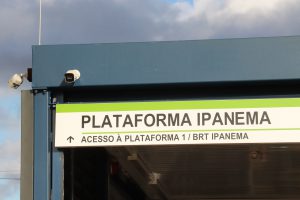 PLATAFORMA IPANEMA
↑ ACESSO À PLATAFORMA 1 / BRT IPANEMA